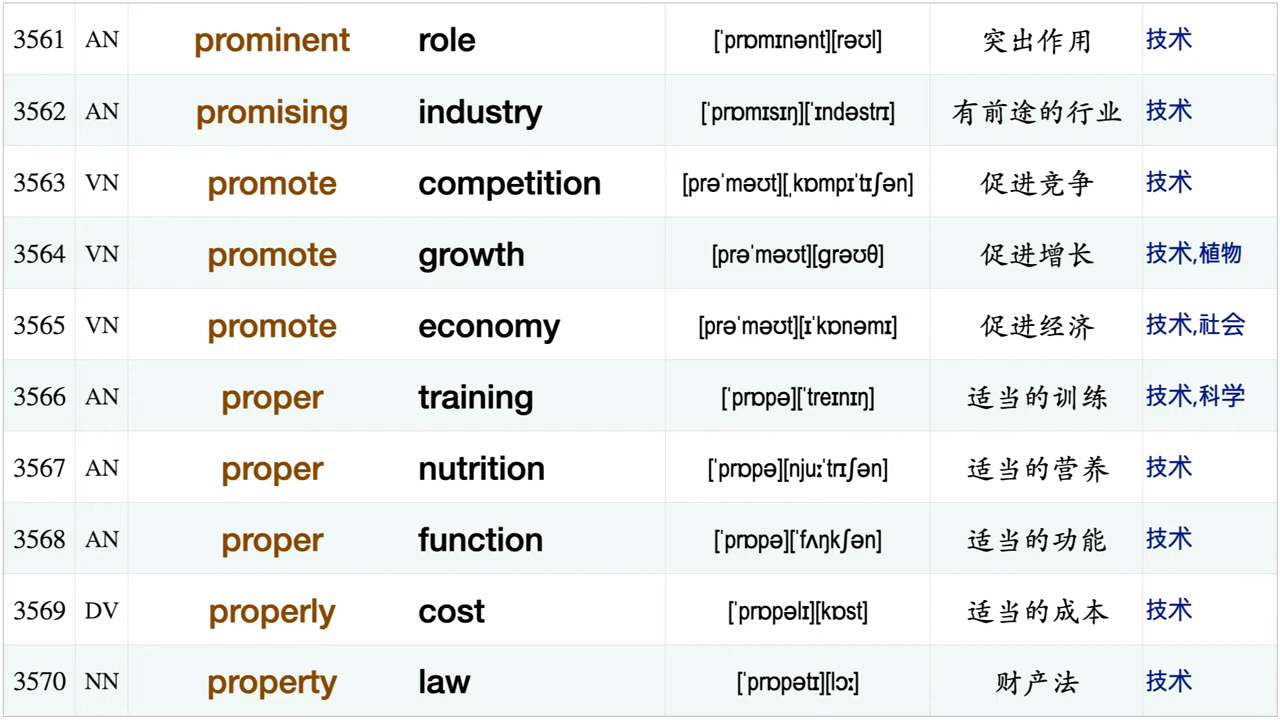 3561 AN prominent role [ˈprɒmɪnənt][rəʊl] 突出作用 技术
3562 AN promising industry [ˈprɒmɪsɪŋ][ˈɪndəstrɪ] 有前途的行业 技术
3563 VN promote competition [prəˈməʊt][ˌkɒmpɪˈtɪʃən] 促进竞争 技术
3564 VN promote growth [prəˈməʊt][grəʊθ] 促进增长 技术,植物
3565 VN promote economy [prəˈməʊt][ɪˈkɒnəmɪ] 促进经济 技术,社会
3566 AN proper training [ˈprɒpə][ˈtreɪnɪŋ] 适当的训练 技术,科学
3567 AN proper nutrition [ˈprɒpə][njuːˈtrɪʃən] 适当的营养 技术
3568 AN proper function [ˈprɒpə][ˈfʌŋkʃən] 适当的功能 技术
3569 DV properly cost [ˈprɒpəlɪ][kɒst] 适当的成本 技术
3570 NN property law [ˈprɒpətɪ][lɔː] 财产法 技术